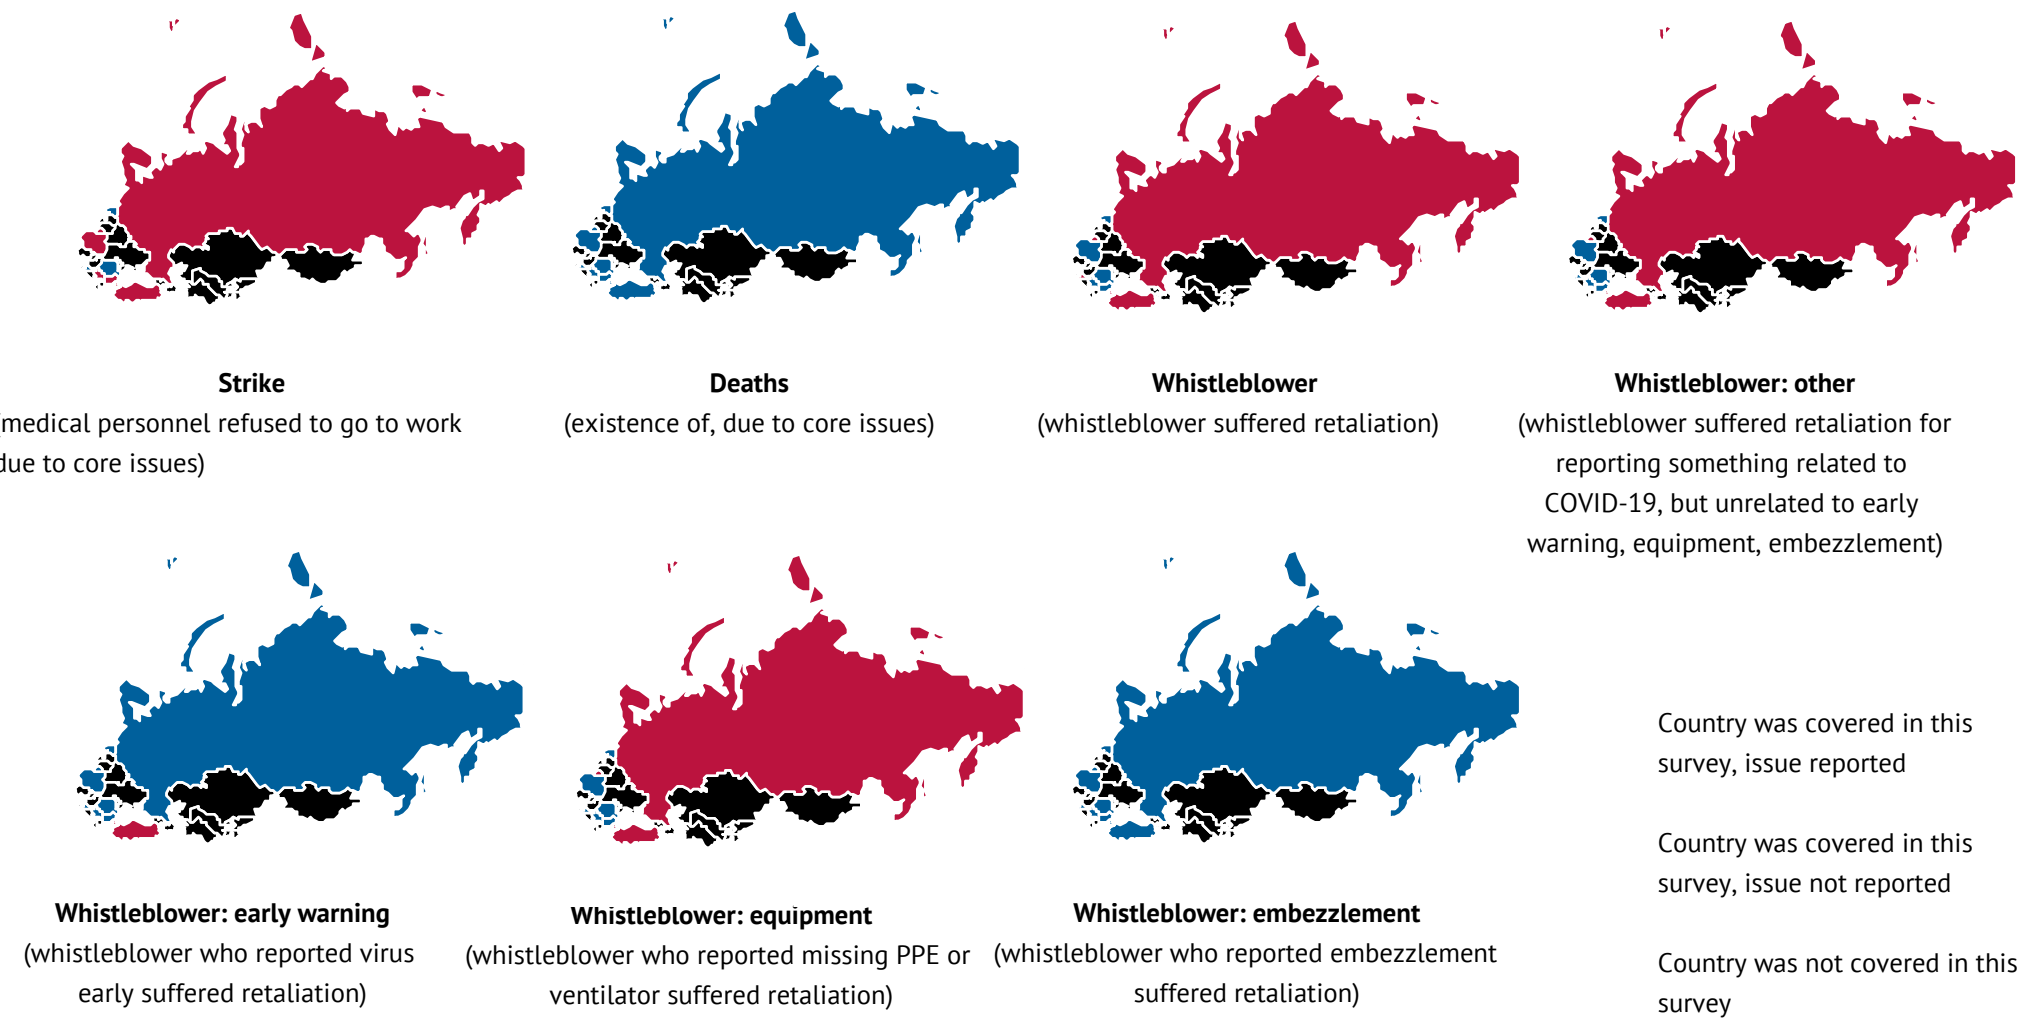 Strike
(medical personnel refused to go to work
due to core issues)
Deaths
(existence of, due to core issues)
Whistleblower
(whistleblower suffered retaliation)
Whistleblower: other
(whistleblower suffered retaliation for
reporting something related to
COVID-19, but unrelated to early
warning, equipment, embezzlement)
Whistleblower: early warning
(whistleblower who reported virus
early suffered retaliation)
Whistleblower: equipment
(whistleblower who reported missing PPE or
ventilator suffered retaliation)
Whistleblower: embezzlement
(whistleblower who reported embezzlement
suffered retaliation)
Country was covered in this
survey, issue reported
Country was covered in this
survey, issue not reported
Country was not covered in this
survey